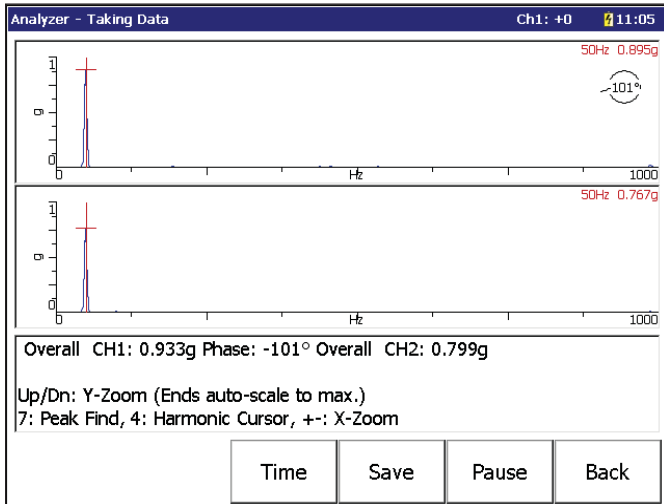 Analyzer - Taking Data Ch1: +0 11:05
50Hz 0.895g
1
-101°
g
0
0 Hz 1000
50Hz 0.767g
1
g
0
0 Hz 1000
Overall CH1: 0.933g Phase: -101° Overall CH2: 0.799g
Up/Dn: Y-Zoom (Ends auto-scale to max.)
7: Peak Find, 4: Harmonic Cursor, +-: X-Zoom
Time Save Pause Back